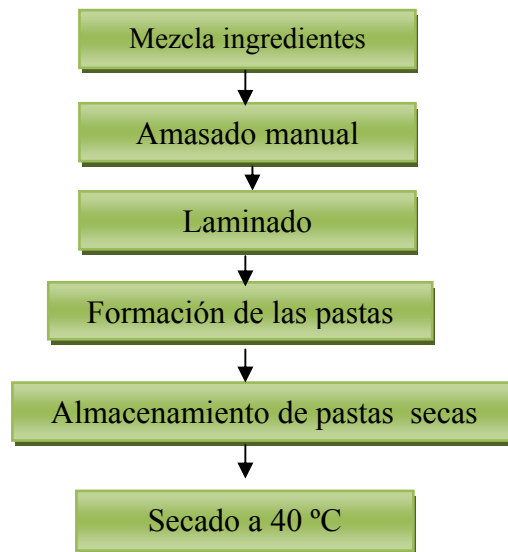 Mezcla ingredientes
Amasado manual
Laminado
Formación de las pastas
Almacenamiento de pastas secas
Secado a 40 ºC